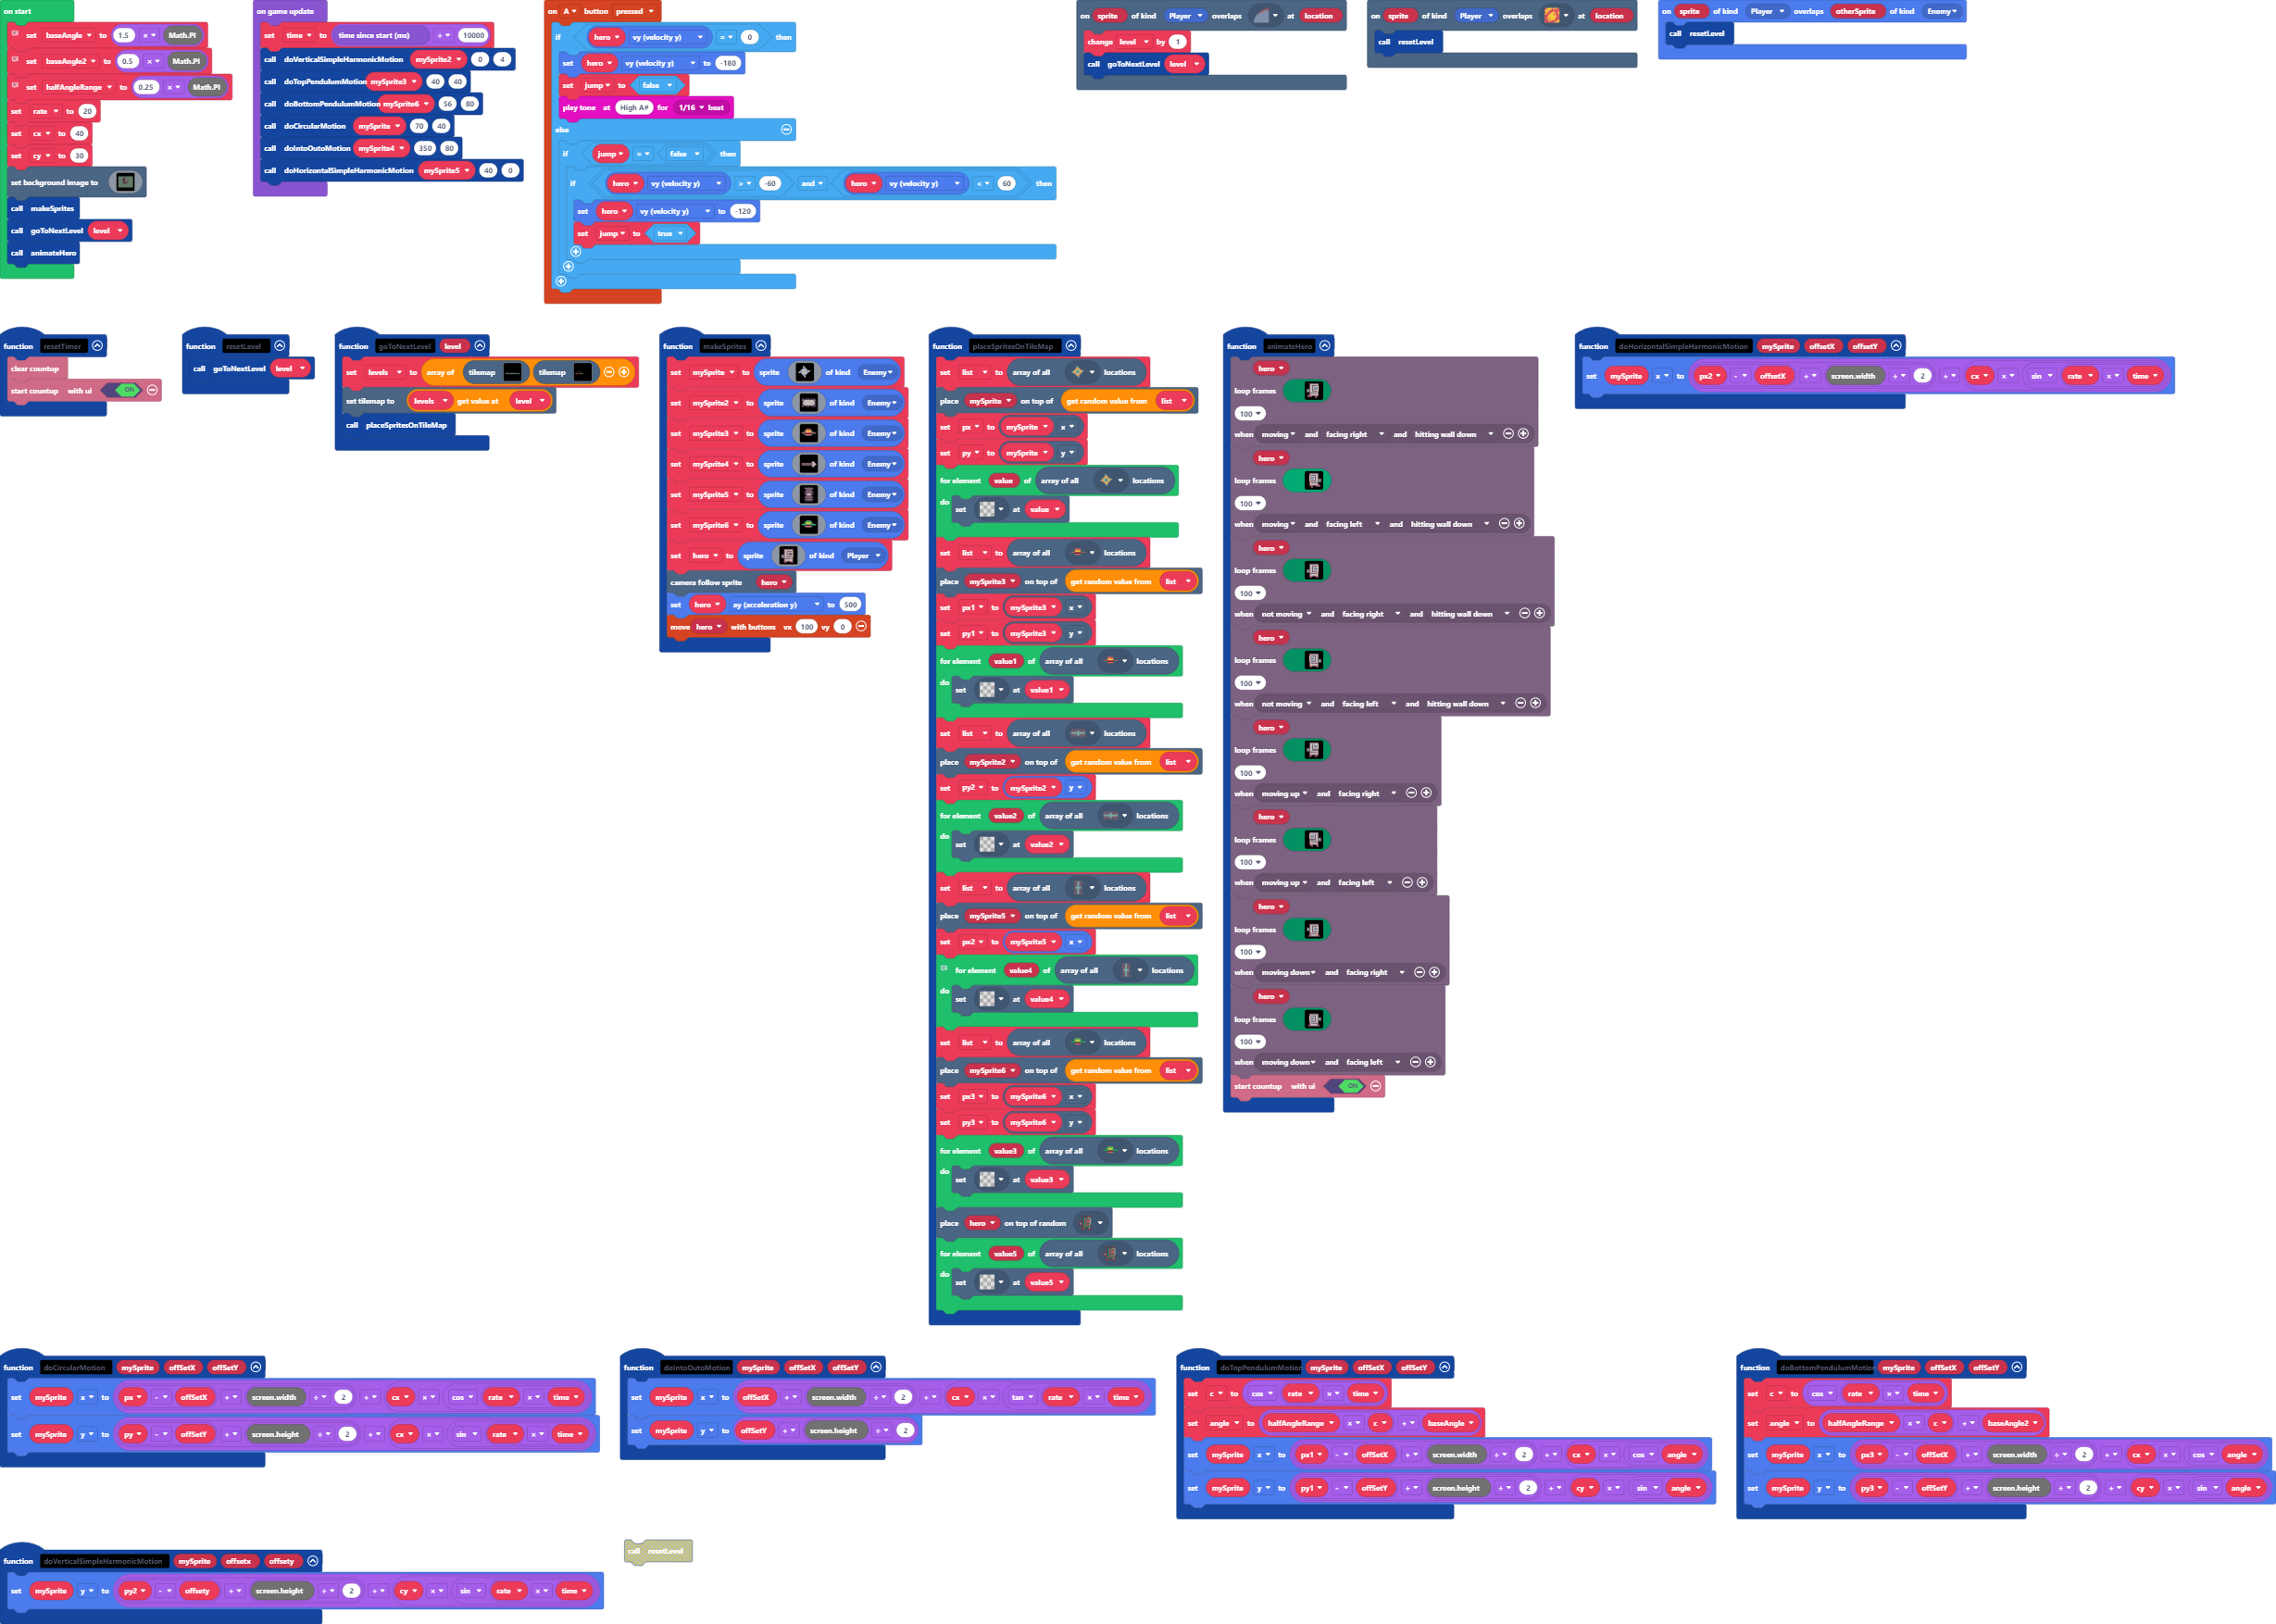 on start
set baseAngle to 1.5 × Math.PI
set baseAngle2 to 0.5 × Math.PI
set halfAngleRange to 0.25 × Math.PI
set rate to 20
set cx to 40
set cy to 30
set background image to
call makeSprites
call goToNextLevel level
call animateHero
on game update
set time to time since start (ms) ÷ 10000
call doVerticalSimpleHarmonicMotion mySprite2 0 4
call doTopPendulumMotion mySprite3 40 40
call doBottomPendulumMotion mySprite6 56 80
call doCircularMotion mySprite 70 40
call doIntoOutoMotion mySprite4 350 80
call doHorizontalSimpleHarmonicMotion mySprite5 40 0
on A button pressed
if hero vy (velocity y) = 0 then
set hero vy (velocity y) to -180
set jump to false
play tone at High A# for 1/16 beat
else
if jump = false then
if hero vy (velocity y) > -60 and hero vy (velocity y) < 60 then
set hero vy (velocity y) to -120
set jump to true
on sprite of kind Player overlaps at location
change level by 1
call goToNextLevel level
on sprite of kind Player overlaps at location
call resetLevel
on sprite of kind Player overlaps otherSprite of kind Enemy
call resetLevel
function resetTimer
clear countup
start countup with ui ON
function resetLevel
call goToNextLevel level
function goToNextLevel level
set levels to array of tilemap tilemap
set tilemap to levels get value at level
call placeSpritesOnTileMap
function makeSprites
set mySprite to sprite of kind Enemy
set mySprite2 to sprite of kind Enemy
set mySprite3 to sprite of kind Enemy
set mySprite4 to sprite of kind Enemy
set mySprite5 to sprite of kind Enemy
set mySprite6 to sprite of kind Enemy
set hero to sprite of kind Player
camera follow sprite hero
set hero ay (acceleration y) to 500
move hero with buttons vx 100 vy 0
function placeSpritesOnTileMap
set list to array of all locations
place mySprite on top of get random value from list
set px to mySprite x
set py to mySprite y
for element value of array of all locations
do set at value
set list to array of all locations
place mySprite3 on top of get random value from list
set px1 to mySprite3 x
set py1 to mySprite3 y
for element value1 of array of all locations
do set at value1
set list to array of all locations
place mySprite2 on top of get random value from list
set py2 to mySprite2 y
for element value2 of array of all locations
do set at value2
set list to array of all locations
place mySprite5 on top of get random value from list
set px2 to mySprite5 x
for element value4 of array of all locations
do set at value4
set list to array of all locations
place mySprite6 on top of get random value from list
set px3 to mySprite6 x
set py3 to mySprite6 y
for element value3 of array of all locations
do set at value3
place hero on top of random
for element value5 of array of all locations
do set at value5
function animateHero
hero
loop frames
100
when moving and facing right and hitting wall down
hero
loop frames
100
when moving and facing left and hitting wall down
hero
loop frames
100
when not moving and facing right and hitting wall down
hero
loop frames
100
when not moving and facing left and hitting wall down
hero
loop frames
100
when moving up and facing right
hero
loop frames
100
when moving up and facing left
hero
loop frames
100
when moving down and facing right
hero
loop frames
100
when moving down and facing left
start countup with ui ON
function doHorizontalSimpleHarmonicMotion mySprite offsetX offsetY
set mySprite x to px2 - offsetX + screen.width ÷ 2 + cx × sin rate × time
function doCircularMotion mySprite offSetX offSetY
set mySprite x to px - offSetX + screen.width ÷ 2 + cx × cos rate × time
set mySprite y to py - offSetY + screen.height ÷ 2 + cx × sin rate × time
function doIntoOutoMotion mySprite offSetX offSetY
set mySprite x to offSetX + screen.width ÷ 2 + cx × tan rate × time
set mySprite y to offSetY + screen.height ÷ 2
function doTopPendulumMotion mySprite offSetX offSetY
set c to cos rate × time
set angle to halfAngleRange × c + baseAngle
set mySprite x to px1 - offSetX + screen.width ÷ 2 + cx × cos angle
set mySprite y to py1 - offSetY + screen.height ÷ 2 + cy × sin angle
function doBottomPendulumMotion mySprite offSetX offSetY
set c to cos rate × time
set angle to halfAngleRange × c + baseAngle2
set mySprite x to px3 - offSetX + screen.width ÷ 2 + cx × cos angle
set mySprite y to py3 - offSetY + screen.height ÷ 2 + cy × sin angle
function doVerticalSimpleHarmonicMotion mySprite offsetx offsety
set mySprite y to py2 - offsety + screen.height ÷ 2 + cy × sin rate × time
call resetLevel